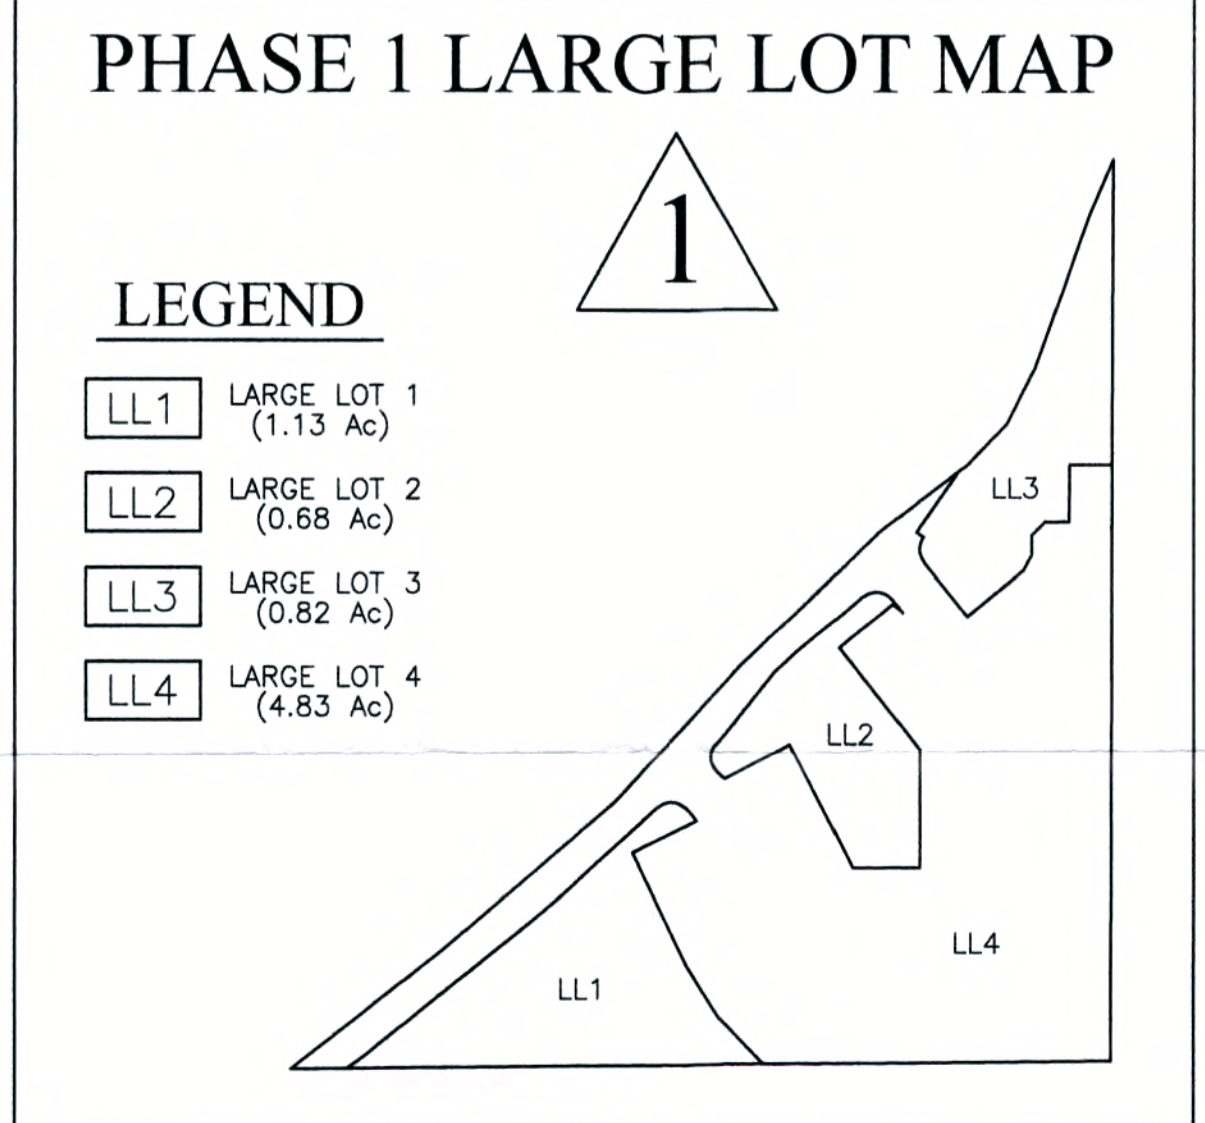 PHASE 1 LARGE LOT MAP
1
LEGEND
LL1 LARGE LOT 1
(1.13 Ac)
LL2 LARGE LOT 2
(0.68 Ac)
LL3 LARGE LOT 3
(0.82 Ac)
LL4 LARGE LOT 4
(4.83 Ac)
LL3
LL2
LL4
LL1